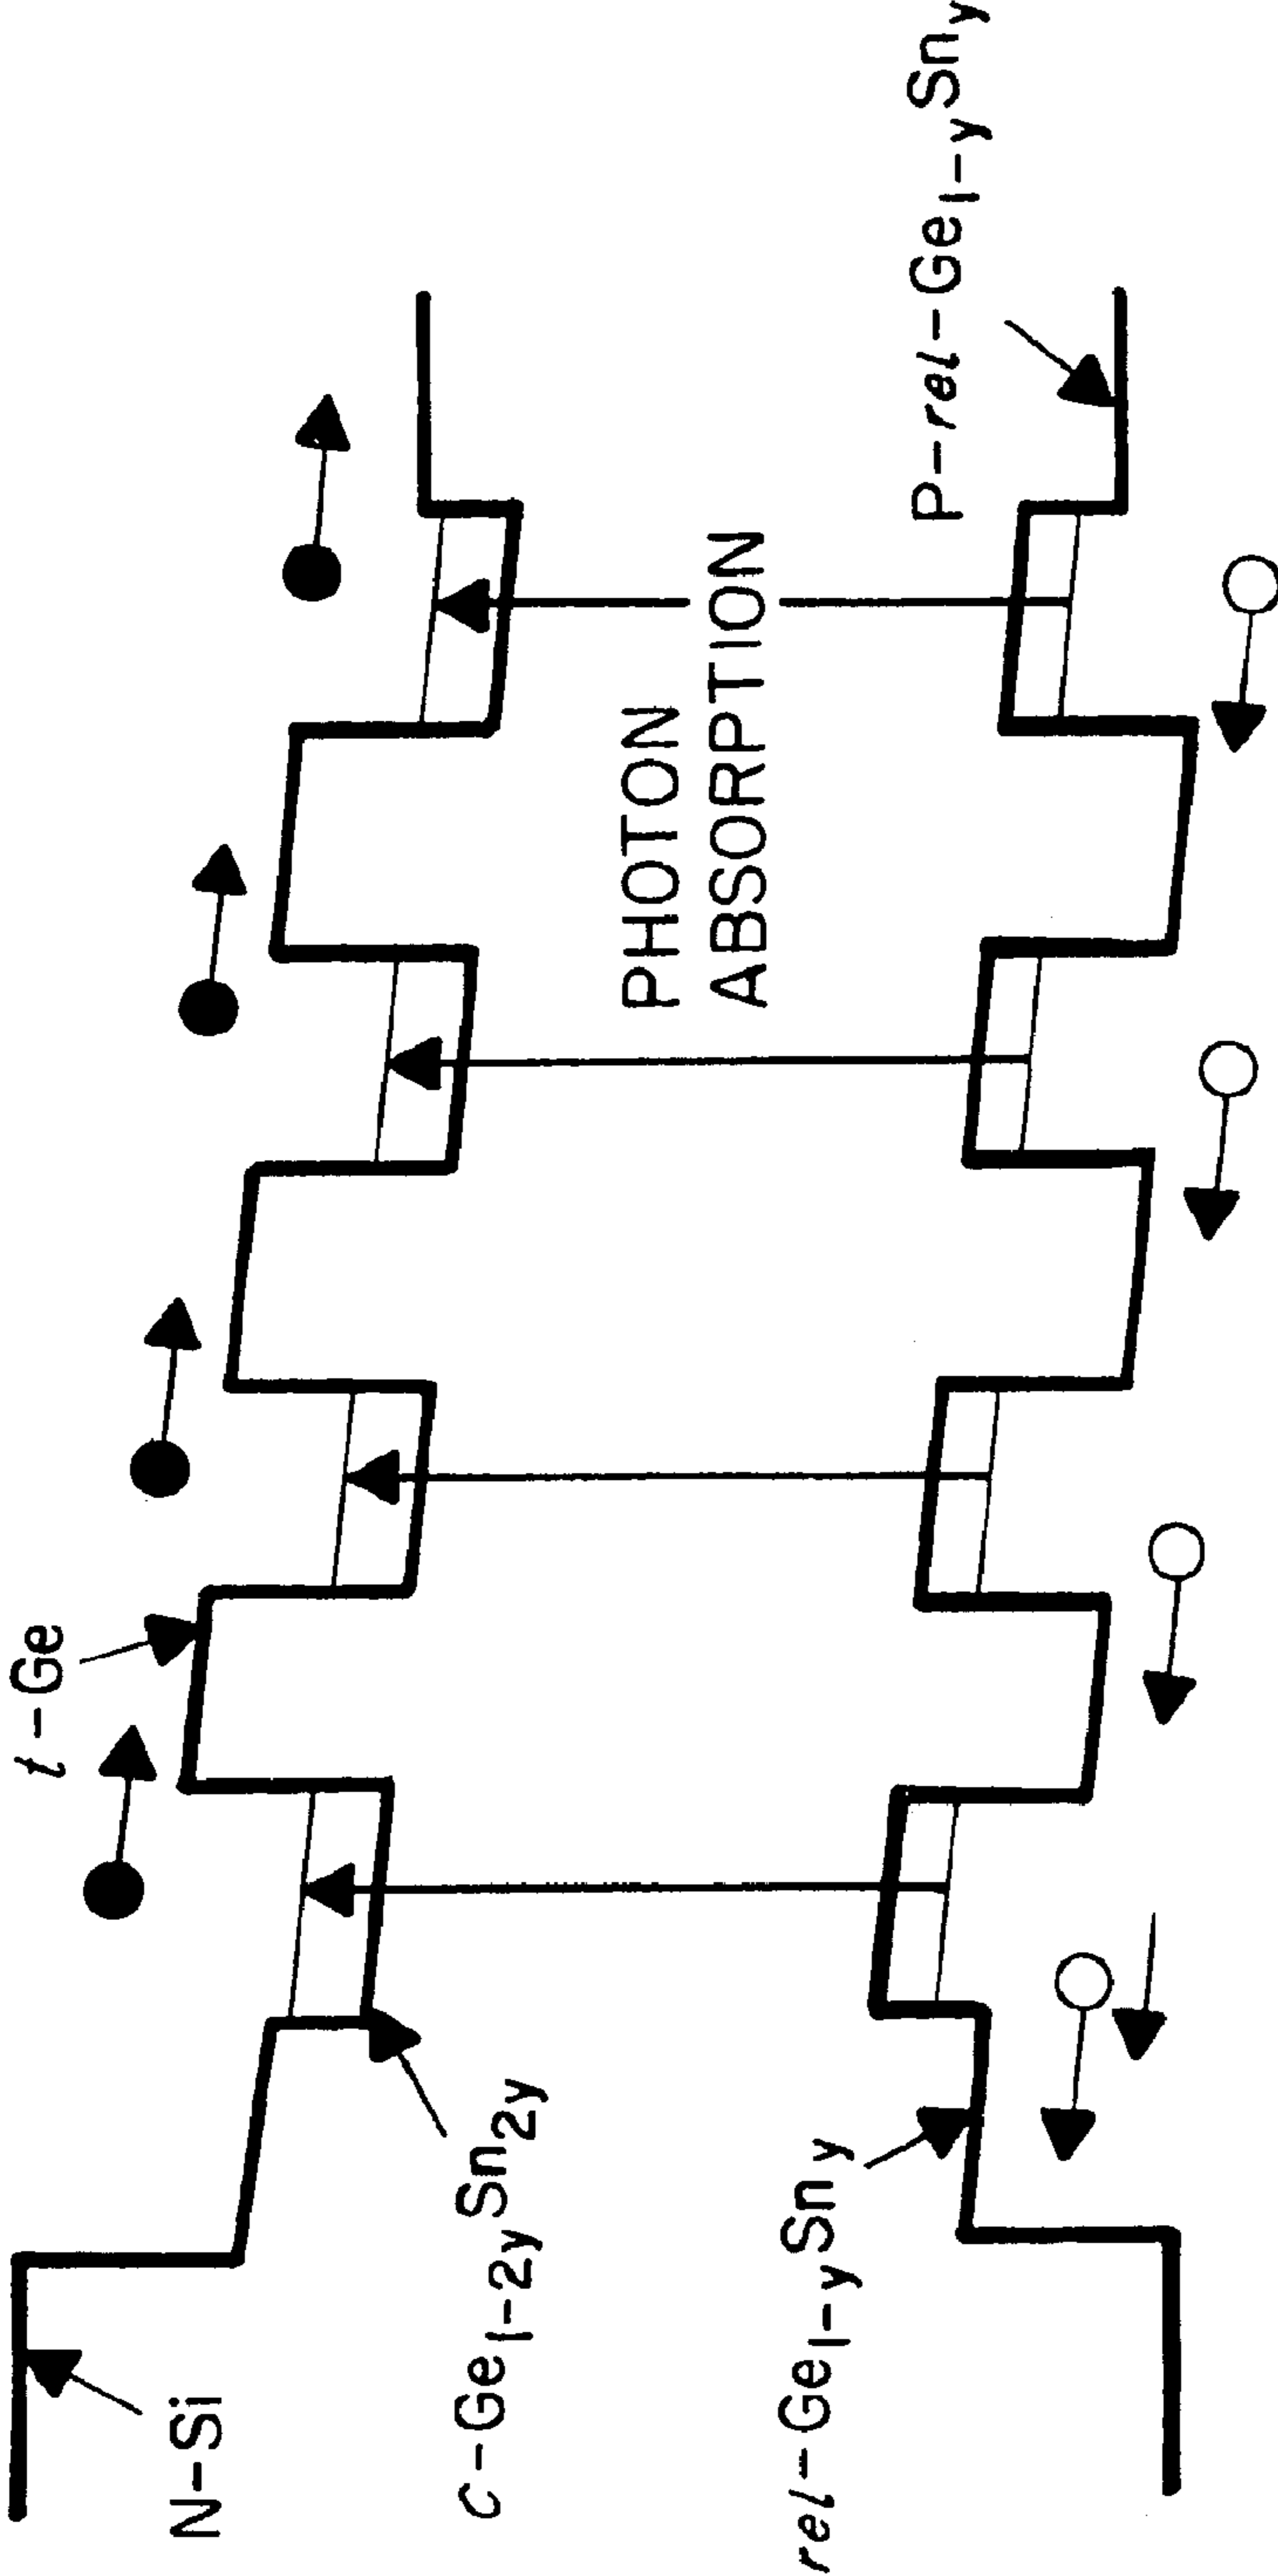 N-Si
t-Ge
C-Ge1-2ySn2y
PHOTON
ABSORPTION
rel-Ge1-ySny
P-rel-Ge1-ySny